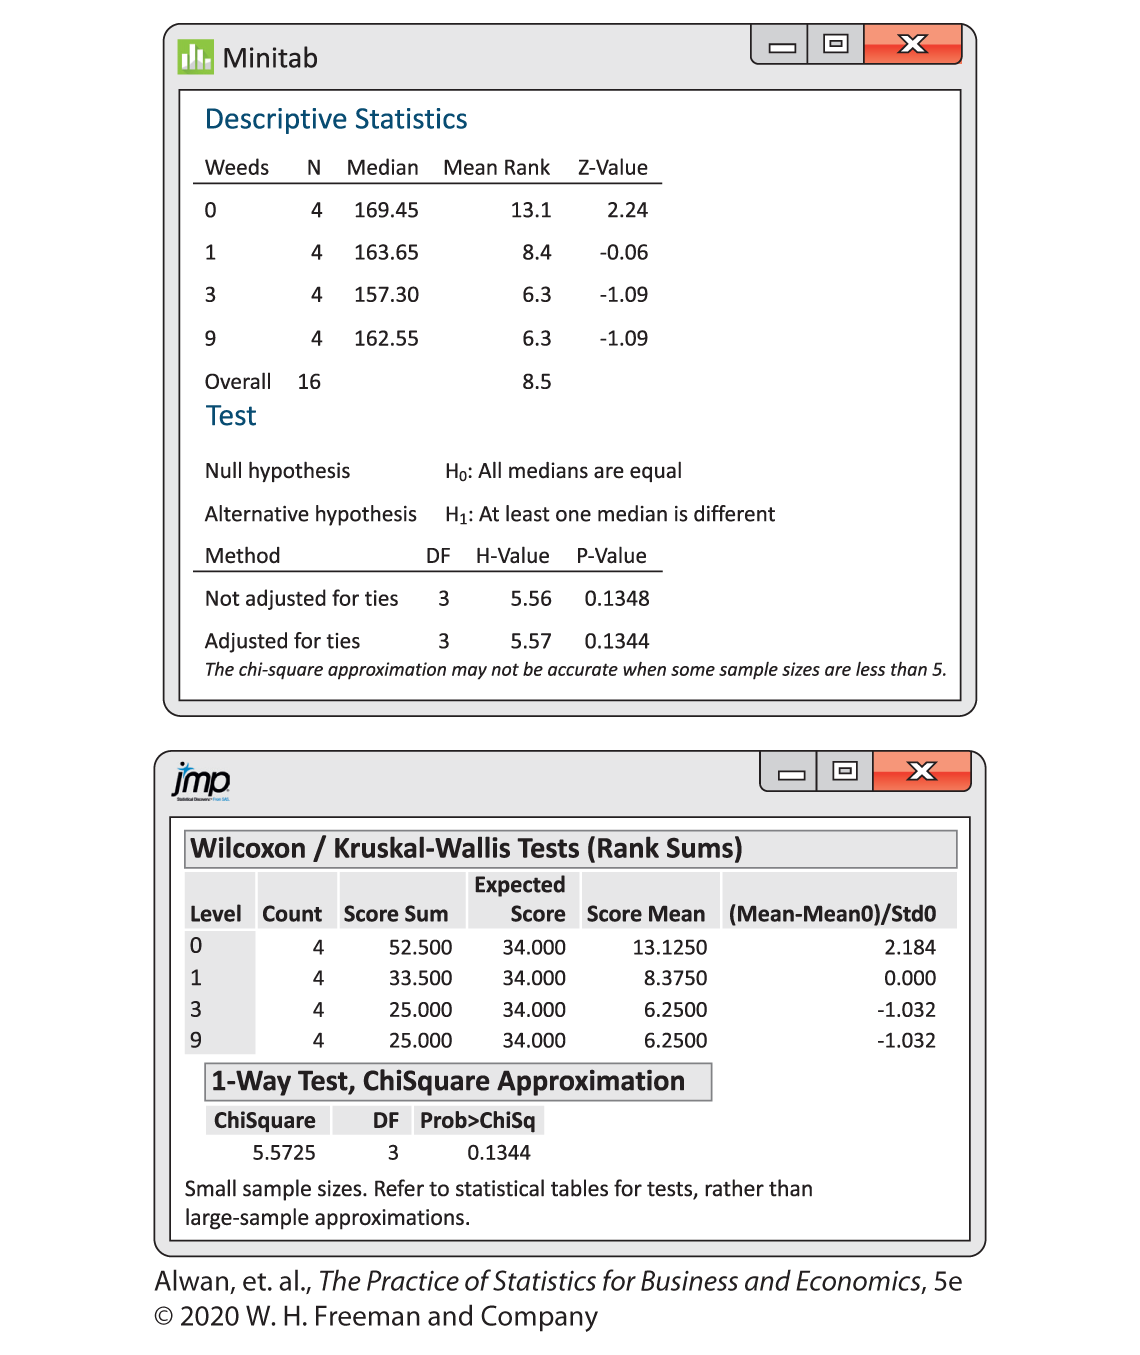 Minitab
Descriptive Statistics
Weeds N Median Mean Rank Z-Value
0 4 169.45 13.1 2.24
1 4 163.65 8.4 -0.06
3 4 157.30 6.3 -1.09
9 4 162.55 6.3 -1.09
Overall 16 8.5
Test
Null hypothesis H₀: All medians are equal
Alternative hypothesis H₁: At least one median is different
Method DF H-Value P-Value
Not adjusted for ties 3 5.56 0.1348
Adjusted for ties 3 5.57 0.1344
The chi-square approximation may not be accurate when some sample sizes are less than 5.
jmp
Wilcoxon / Kruskal-Wallis Tests (Rank Sums)
Expected
Level Count Score Sum Score Score Mean (Mean-Mean0)/Std0
0 4 52.500 34.000 13.1250 2.184
1 4 33.500 34.000 8.3750 0.000
3 4 25.000 34.000 6.2500 -1.032
9 4 25.000 34.000 6.2500 -1.032
1-Way Test, ChiSquare Approximation
ChiSquare DF Prob>ChiSq
5.5725 3 0.1344
Small sample sizes. Refer to statistical tables for tests, rather than
large-sample approximations.
Alwan, et. al., The Practice of Statistics for Business and Economics, 5e
© 2020 W. H. Freeman and Company